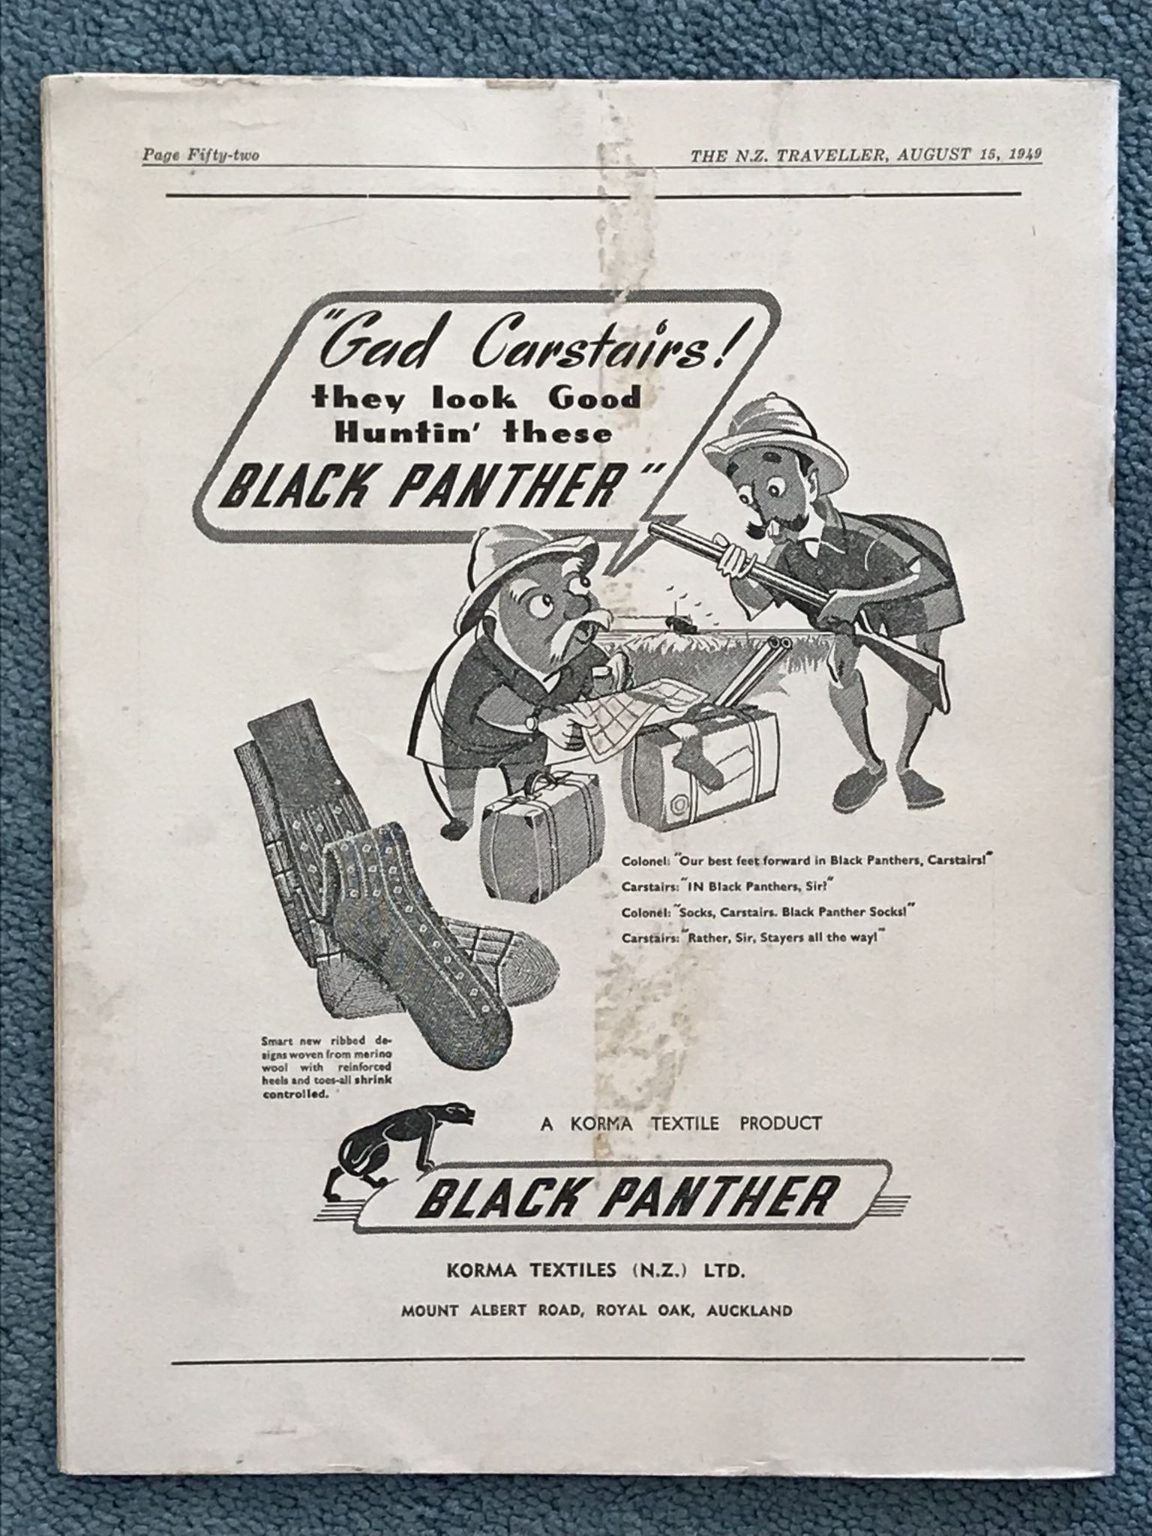 Page Fifty-two
THE N.Z. TRAVELLER, AUGUST 15, 1949
"Gad Carstairs!
they look Good
Huntin' these
BLACK PANTHER"
Colonel: "Our best feet forward in Black Panthers, Carstairs!"
Carstairs: "IN Black Panthers, Sir?"
Colonel: "Socks, Carstairs. Black Panther Socks!"
Carstairs: "Rather, Sir, Stayers all the way!"
Smart new ribbed de-
signs woven from merino
wool with reinforced
heels and toes-all shrink
controlled.
A KORMA TEXTILE PRODUCT
BLACK PANTHER
KORMA TEXTILES (N.Z.) LTD.
MOUNT ALBERT ROAD, ROYAL OAK, AUCKLAND